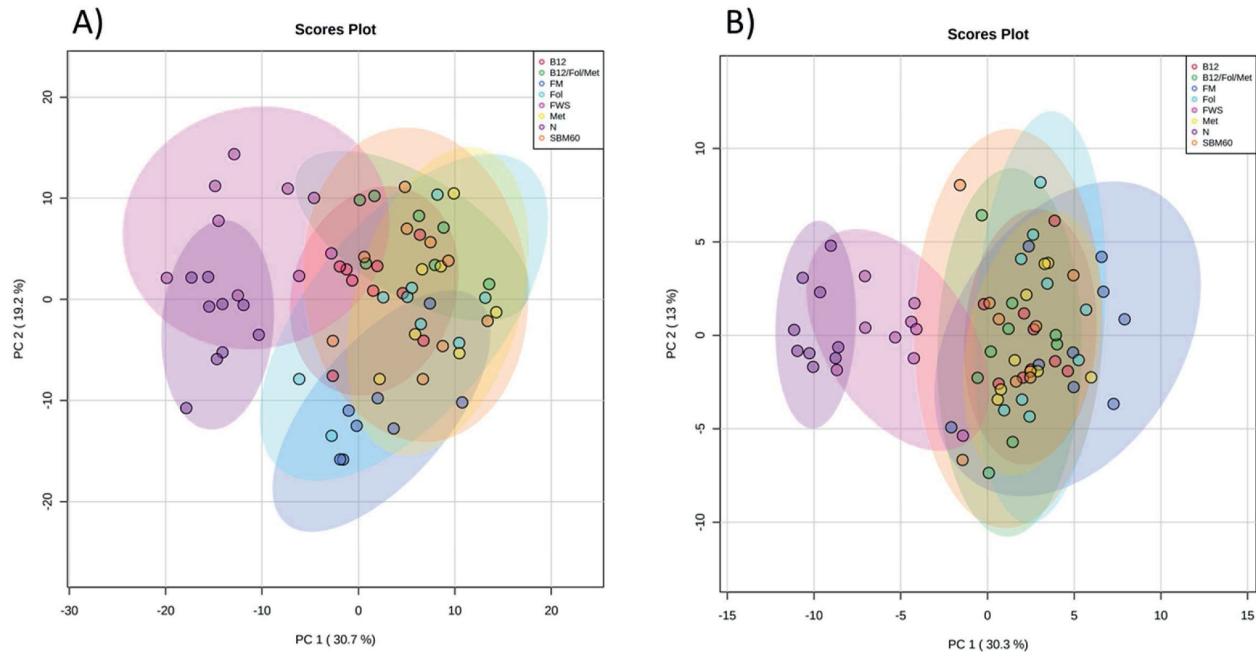 A)
Scores Plot
B12
B12/Fol/Met
FM
Fol
FWS
Met
N
SBM60
20
10
0
-10
-20
PC 2 ( 19.2 %)
-30
-20
-10
0
10
20
PC 1 ( 30.7 %)
B)
Scores Plot
B12
B12/Fol/Met
FM
Fol
FWS
Met
N
SBM60
10
5
0
-5
-10
PC 2 ( 13 %)
-15
-10
-5
0
5
10
15
PC 1 ( 30.3 %)